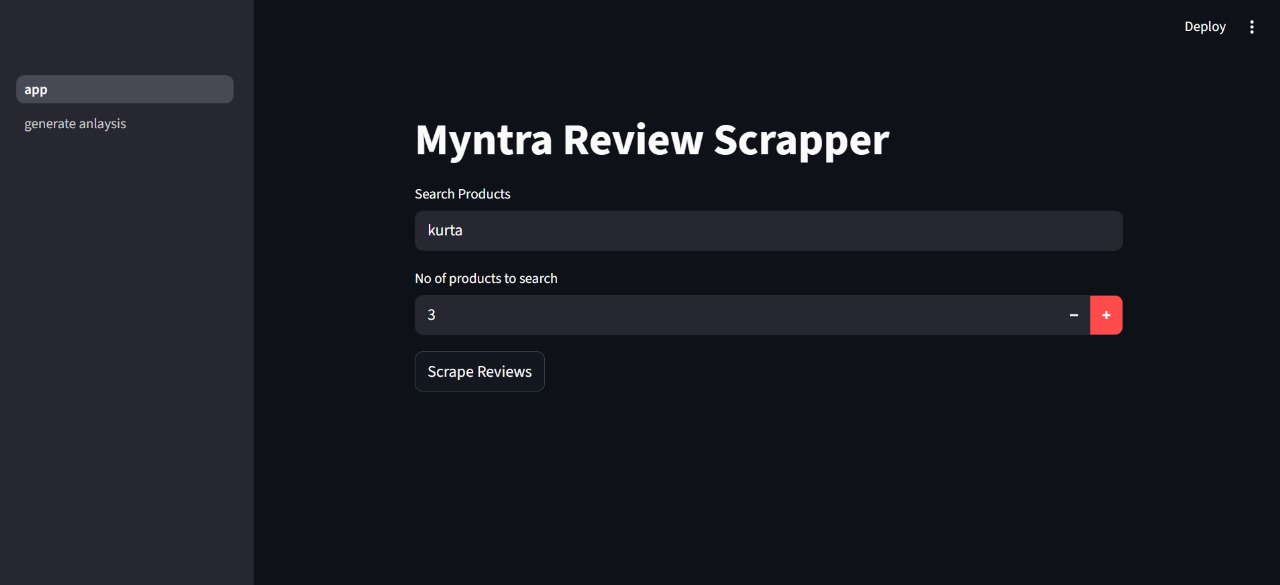 Deploy
app
generate anlaysis
Myntra Review Scrapper
Search Products
kurta
No of products to search
3
Scrape Reviews